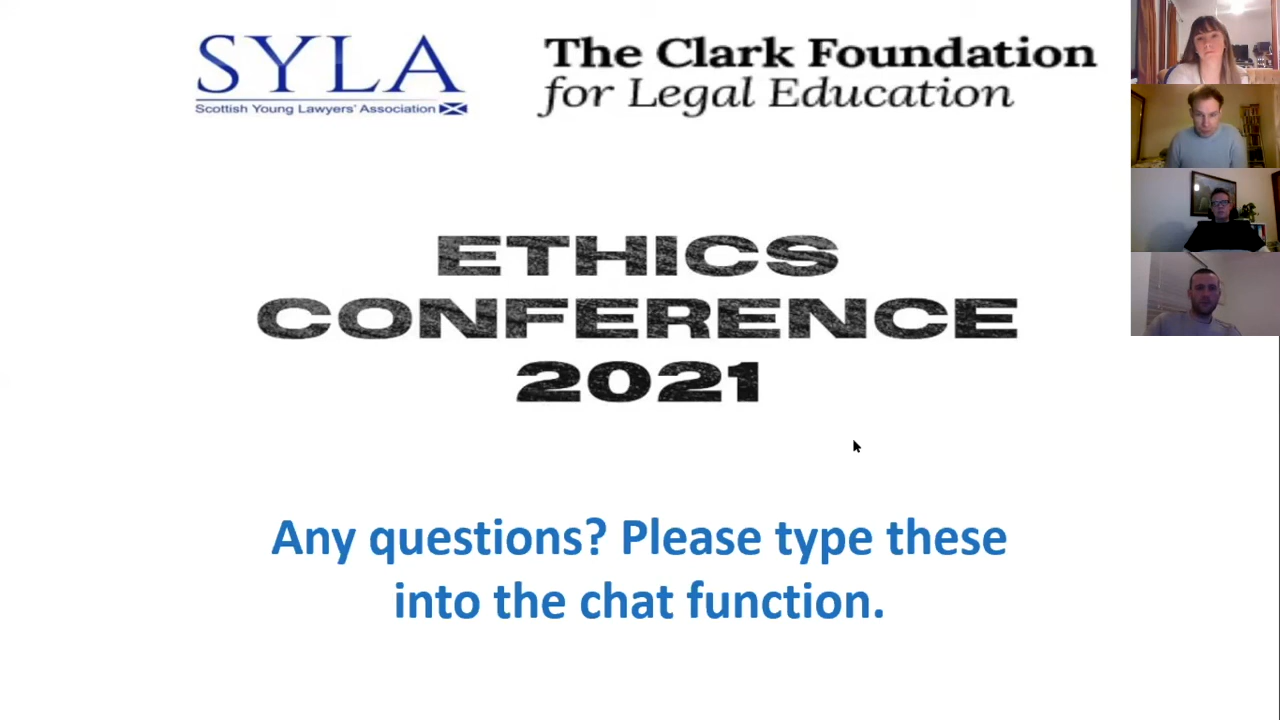 SYLA
Scottish Young Lawyers' Association
The Clark Foundation
for Legal Education
ETHICS
CONFERENCE
2021
Any questions? Please type these
into the chat function.